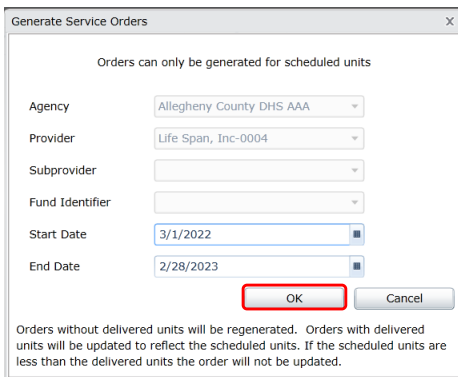 Generate Service Orders X
Orders can only be generated for scheduled units
Agency Allegheny County DHS AAA
Provider Life Span, Inc-0004
Subprovider
Fund Identifier
Start Date 3/1/2022
End Date 2/28/2023
OK Cancel
Orders without delivered units will be regenerated. Orders with delivered
units will be updated to reflect the scheduled units. If the scheduled units are
less than the delivered units the order will not be updated.